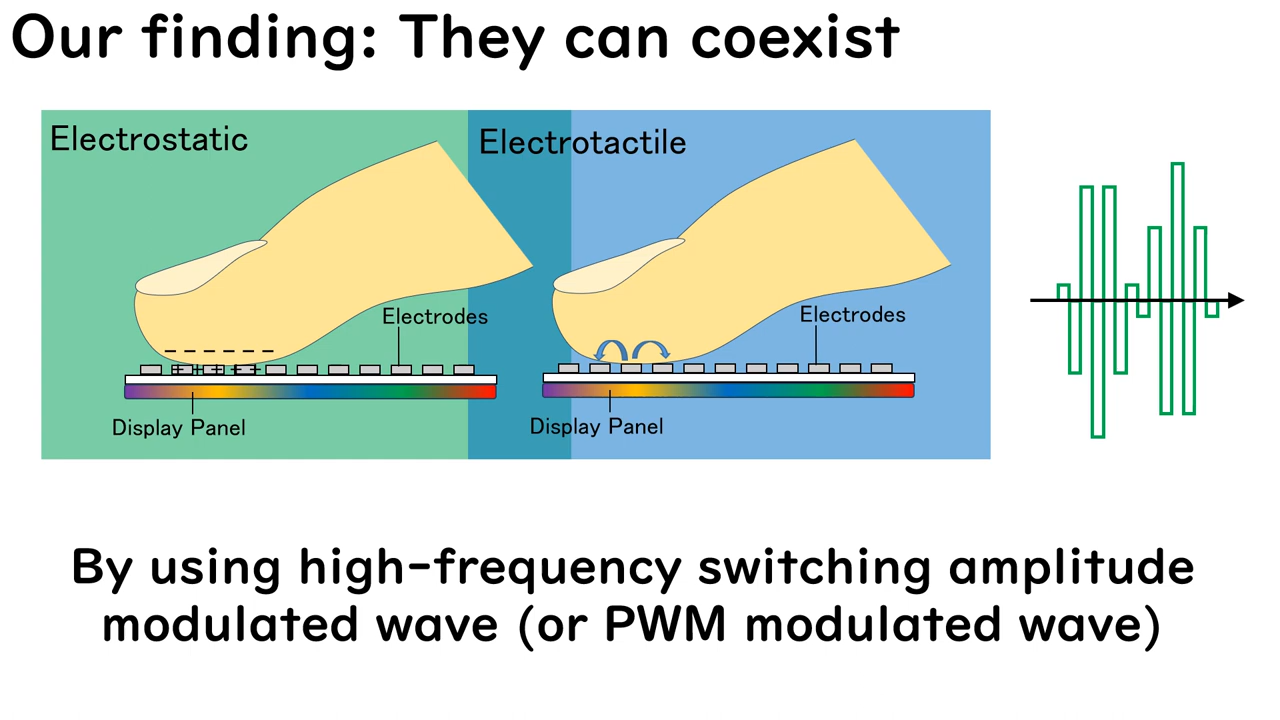 Our finding: They can coexist
Electrostatic
Electrodes
Display Panel
Electrotactile
Electrodes
Display Panel
By using high-frequency switching amplitude
modulated wave (or PWM modulated wave)